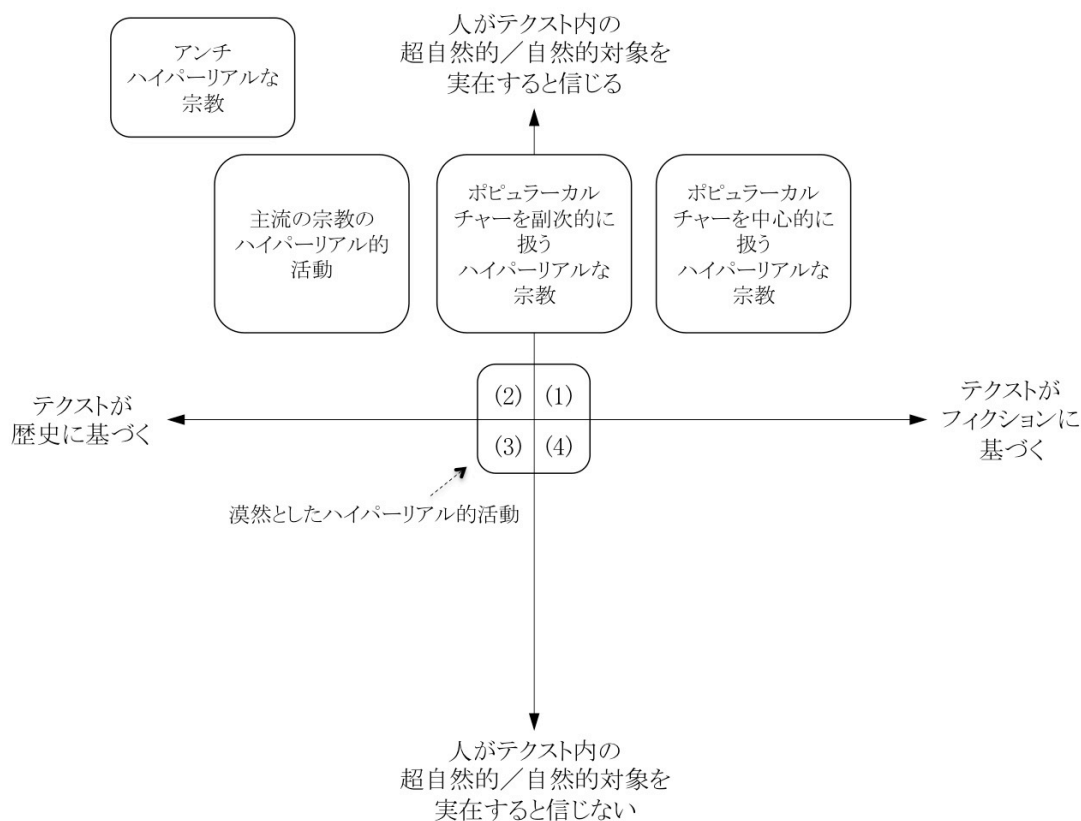 人がテクスト内の
超自然的／自然的対象を
実在すると信じる
アンチ
ハイパーリアルな
宗教
主流の宗教の
ハイパーリアル的
活動
ポピュラーカル
チャーを副次的に
扱う
ハイパーリアルな
宗教
ポピュラーカル
チャーを中心的に
扱う
ハイパーリアルな
宗教
(2) (1)
(3) (4)
テクストが
歴史に基づく
テクストが
フィクションに
基づく
漠然としたハイパーリアル的活動
人がテクスト内の
超自然的／自然的対象を
実在すると信じない